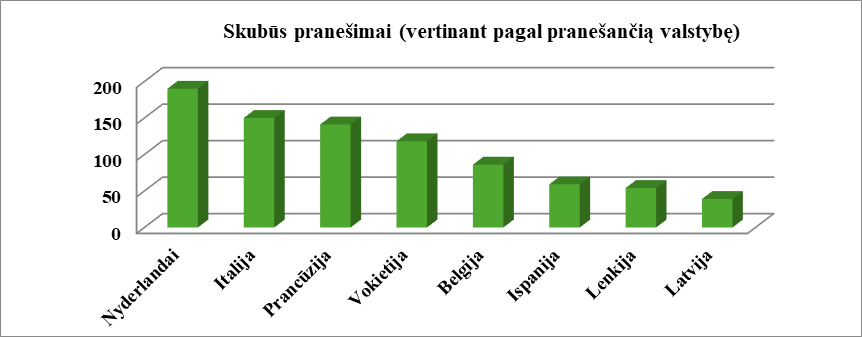 Skubūs pranešimai (vertinant pagal pranešančią valstybę)
200
150
100
50
0
Nyderlandai
Italija
Prancūzija
Vokietija
Belgija
Ispanija
Lenkija
Latvija